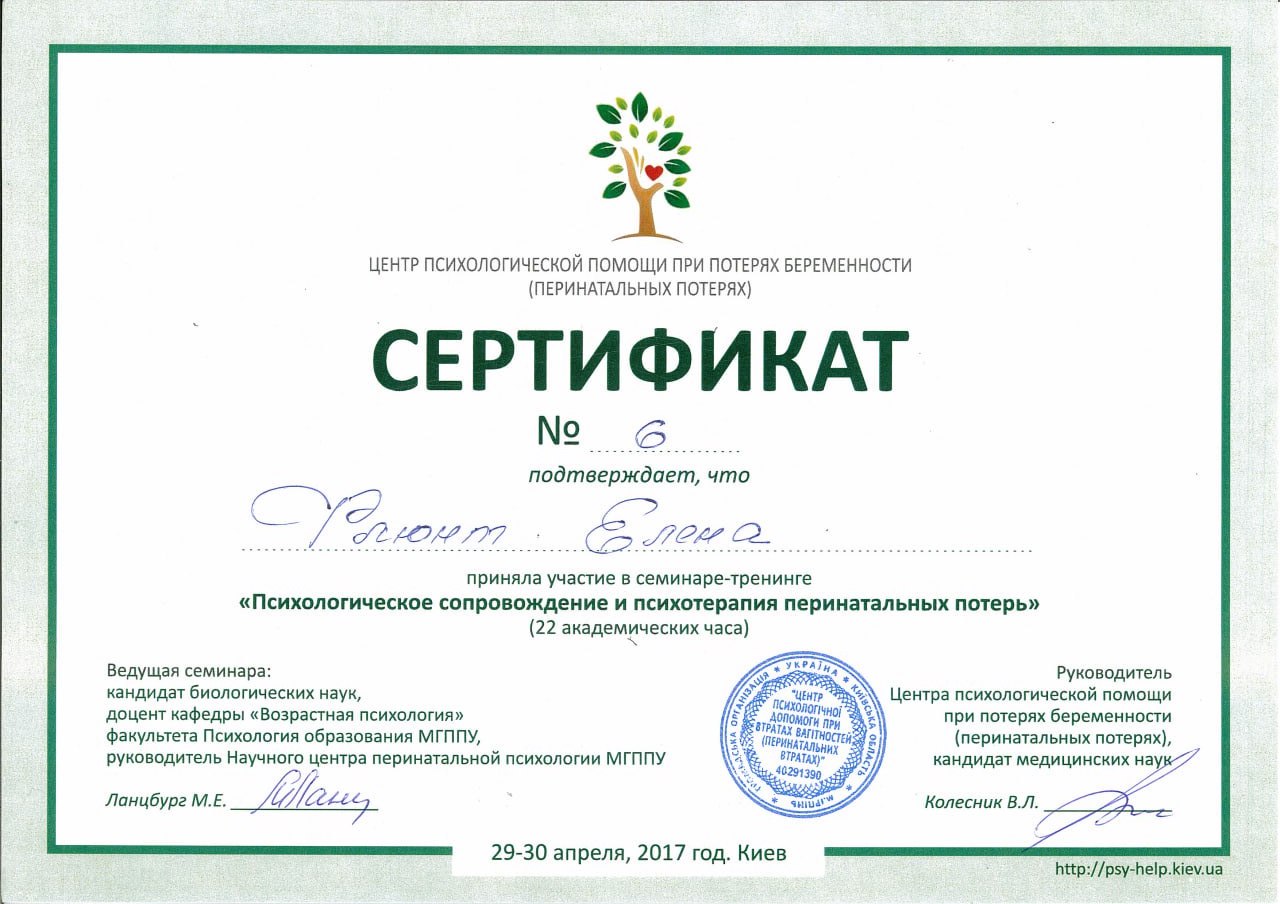 ЦЕНТР ПСИХОЛОГИЧЕСКОЙ ПОМОЩИ ПРИ ПОТЕРЯХ БЕРЕМЕННОСТИ
(ПЕРИНАТАЛЬНЫХ ПОТЕРЯХ)
СЕРТИФИКАТ
№ 6
подтверждает, что
Елена
приняла участие в семинаре-тренинге
«Психологическое сопровождение и психотерапия перинатальных потерь»
(22 академических часа)
Ведущая семинара:
кандидат биологических наук,
доцент кафедры «Возрастная психология»
факультета Психология образования МГППУ,
руководитель Научного центра перинатальной психологии МГППУ
Ланцбург М.Е.
ГРОМАДСЬКА ОРГАНІЗАЦІЯ * УКРАЇНА * КИЇВСЬКА ОБЛАСТЬ * М.ІРПІНЬ *
"ЦЕНТР
ПСИХОЛОГІЧНОЇ
ДОПОМОГИ ПРИ
ВТРАТАХ ВАГІТНОСТЕЙ
(ПЕРИНАТАЛЬНИХ
ВТРАТАХ)"
40291390
Руководитель
Центра психологической помощи
при потерях беременности
(перинатальных потерях),
кандидат медицинских наук
Колесник В.Л.
29-30 апреля, 2017 год. Киев
http://psy-help.kiev.ua